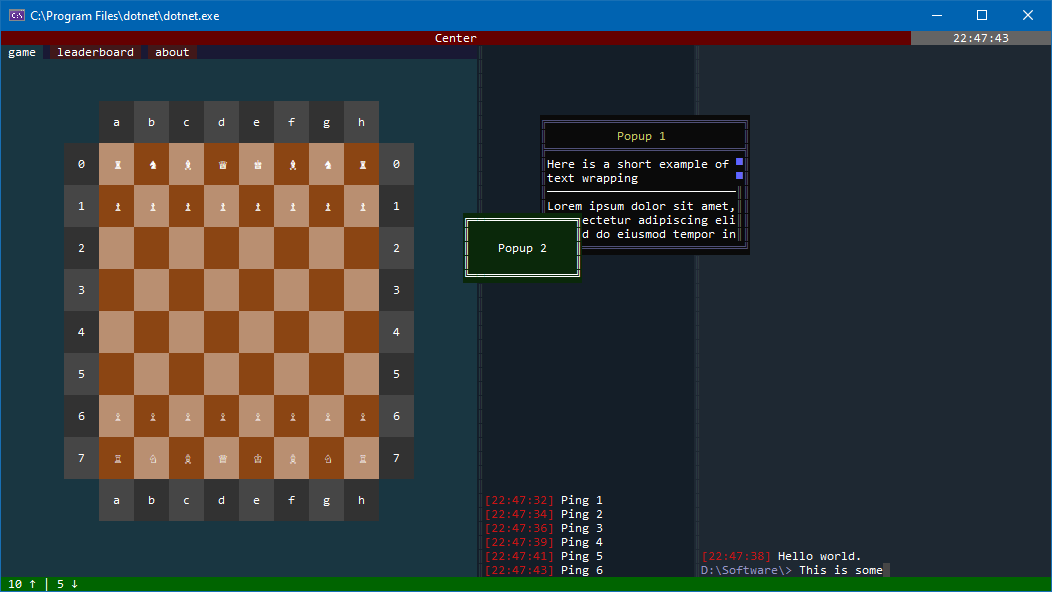 C:\Program Files\dotnet\dotnet.exe
Center 22:47:43
game leaderboard about
a b c d e f g h
0 ♜ ♞ ♝ ♛ ♚ ♝ ♞ ♜ 0
1 ♟ ♟ ♟ ♟ ♟ ♟ ♟ ♟ 1
2 2
3 3
4 4
5 5
6 ♙ ♙ ♙ ♙ ♙ ♙ ♙ ♙ 6
7 ♖ ♘ ♗ ♕ ♔ ♗ ♘ ♖ 7
a b c d e f g h
Popup 1
Here is a short example of
text wrapping
Lorem ipsum dolor sit amet,
ectetur adipiscing eli
d do eiusmod tempor in
Popup 2
[22:47:32] Ping 1
[22:47:34] Ping 2
[22:47:36] Ping 3
[22:47:39] Ping 4
[22:47:41] Ping 5
[22:47:43] Ping 6
[22:47:38] Hello world.
D:\Software\> This is some
10 ↑ | 5 ↓